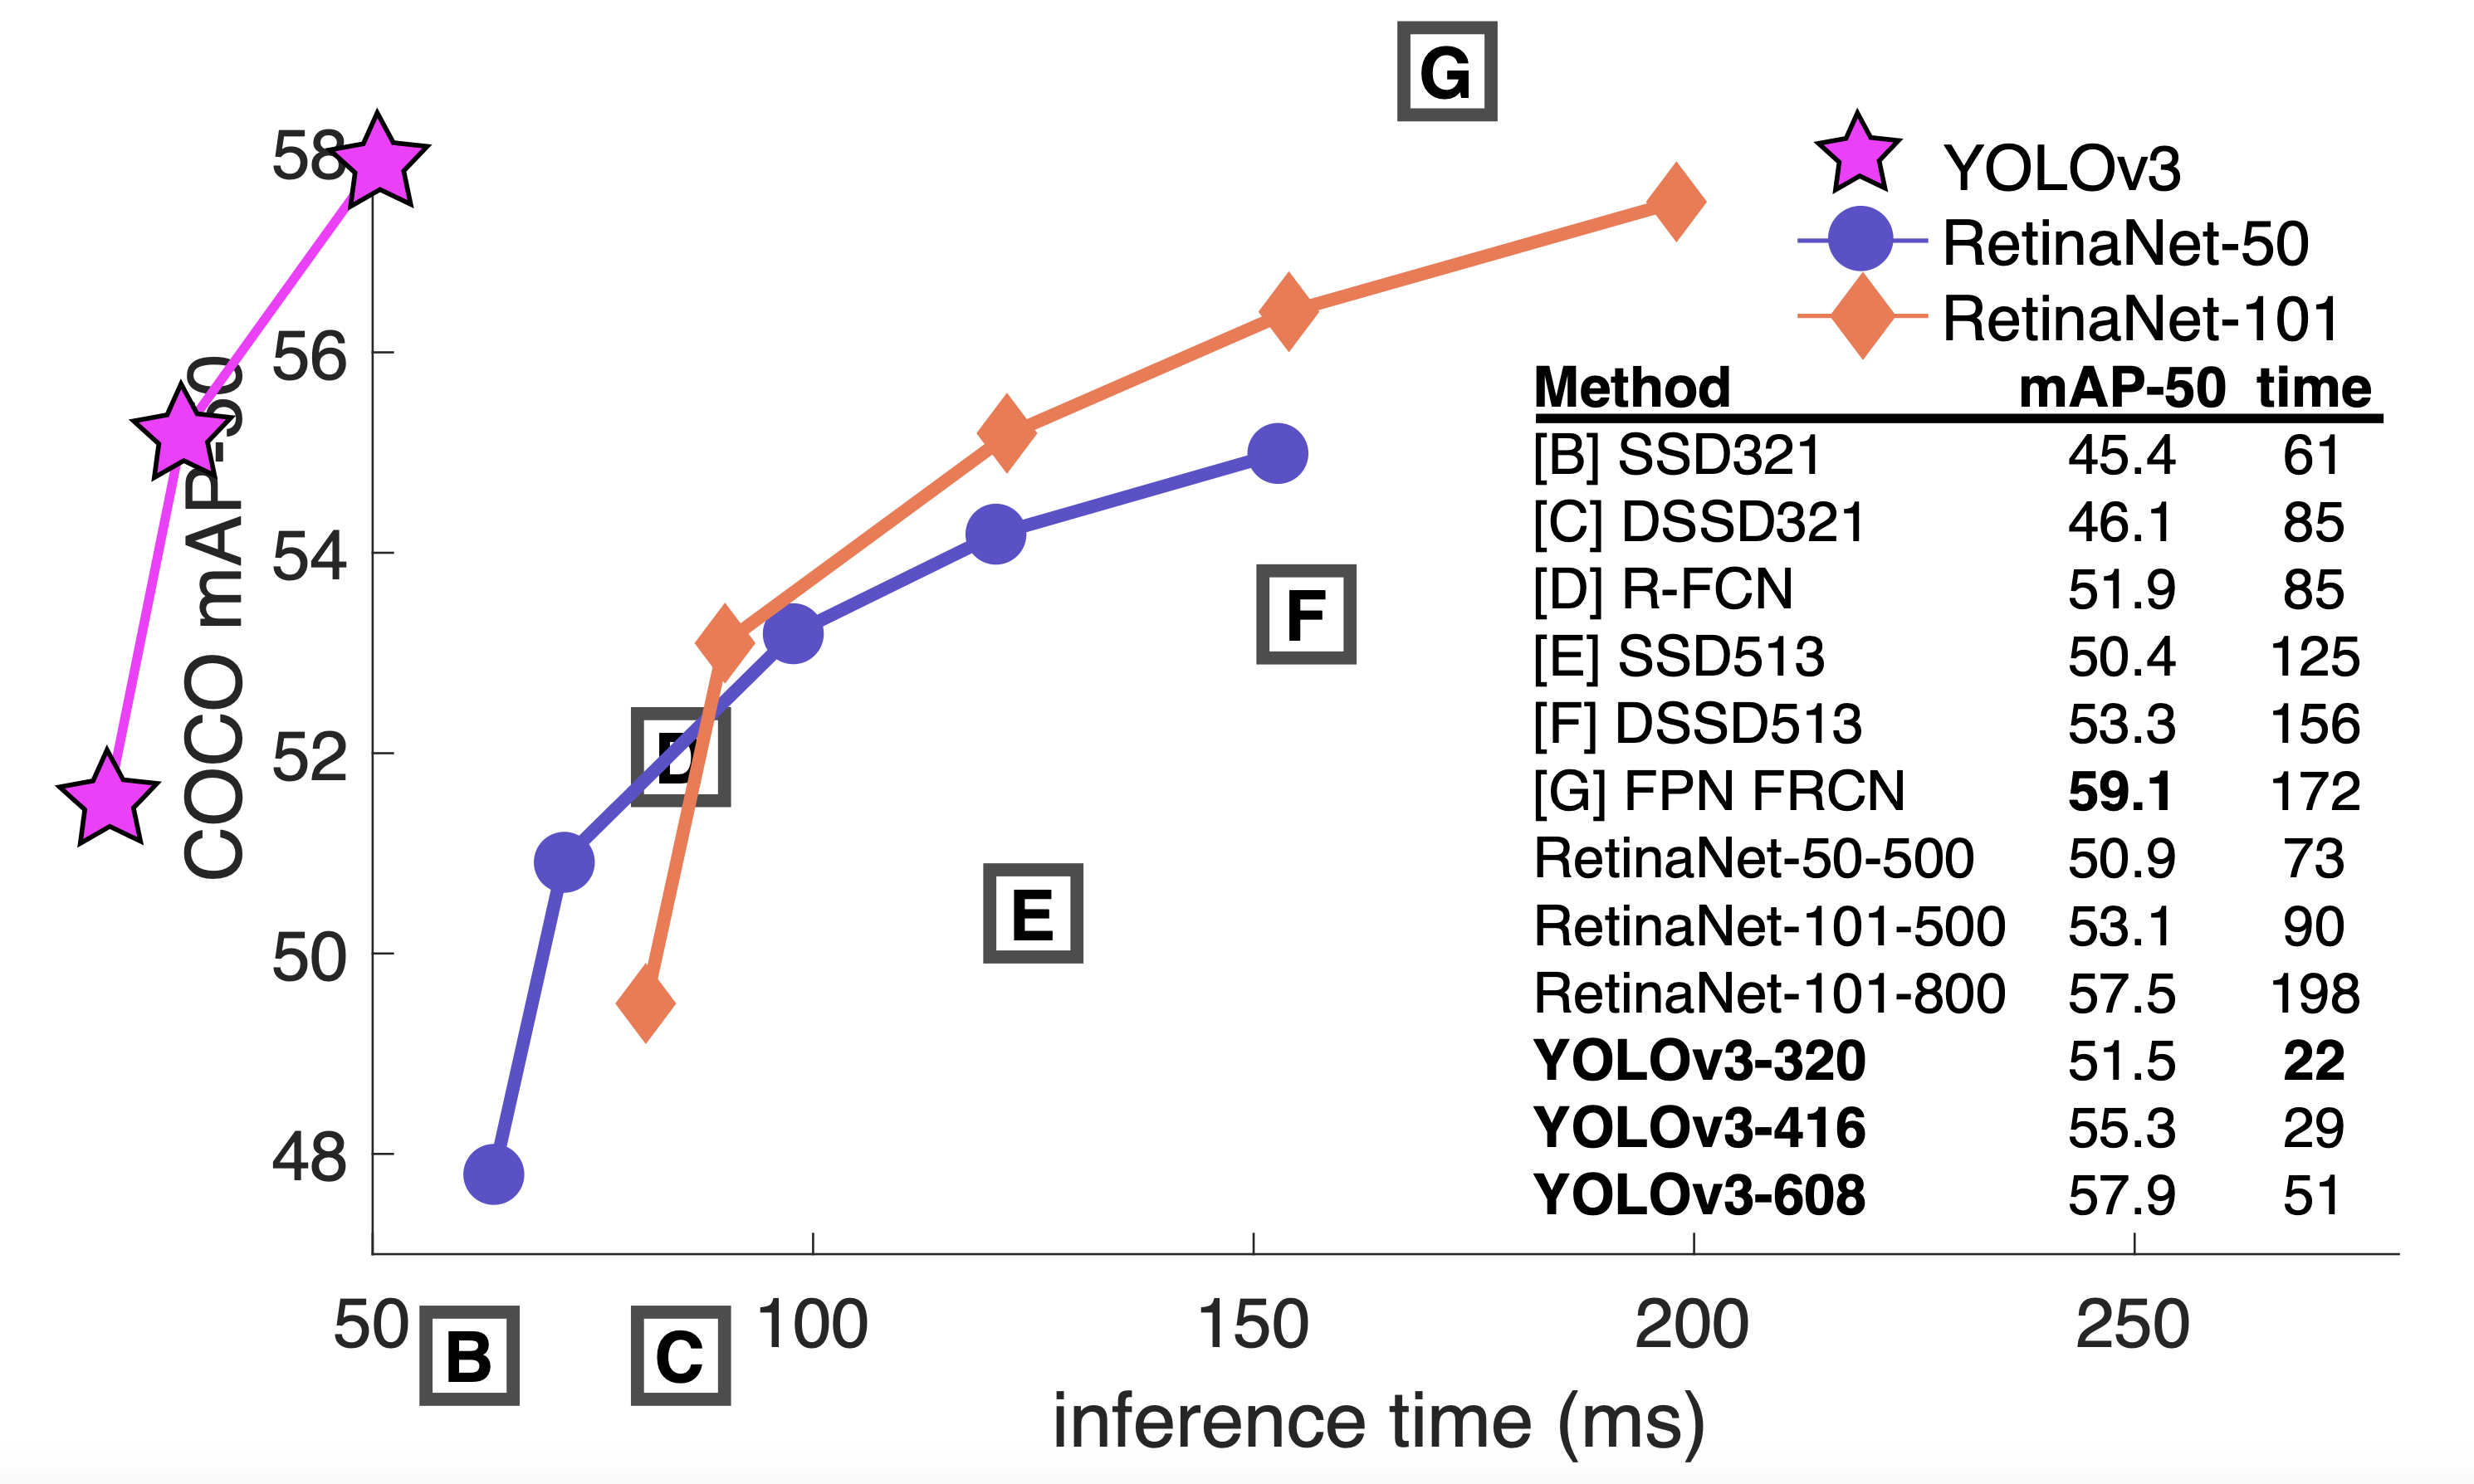 G
58
YOLOv3
RetinaNet-50
RetinaNet-101
56
COCO mAP-50
Method mAP-50 time
[B] SSD321 45.4 61
[C] DSSD321 46.1 85
[D] R-FCN 51.9 85
[E] SSD513 50.4 125
[F] DSSD513 53.3 156
[G] FPN FRCN 59.1 172
RetinaNet-50-500 50.9 73
RetinaNet-101-500 53.1 90
RetinaNet-101-800 57.5 198
YOLOv3-320 51.5 22
YOLOv3-416 55.3 29
YOLOv3-608 57.9 51
54
F
52
D
E
50
48
50 100 150 200 250
B
C
inference time (ms)